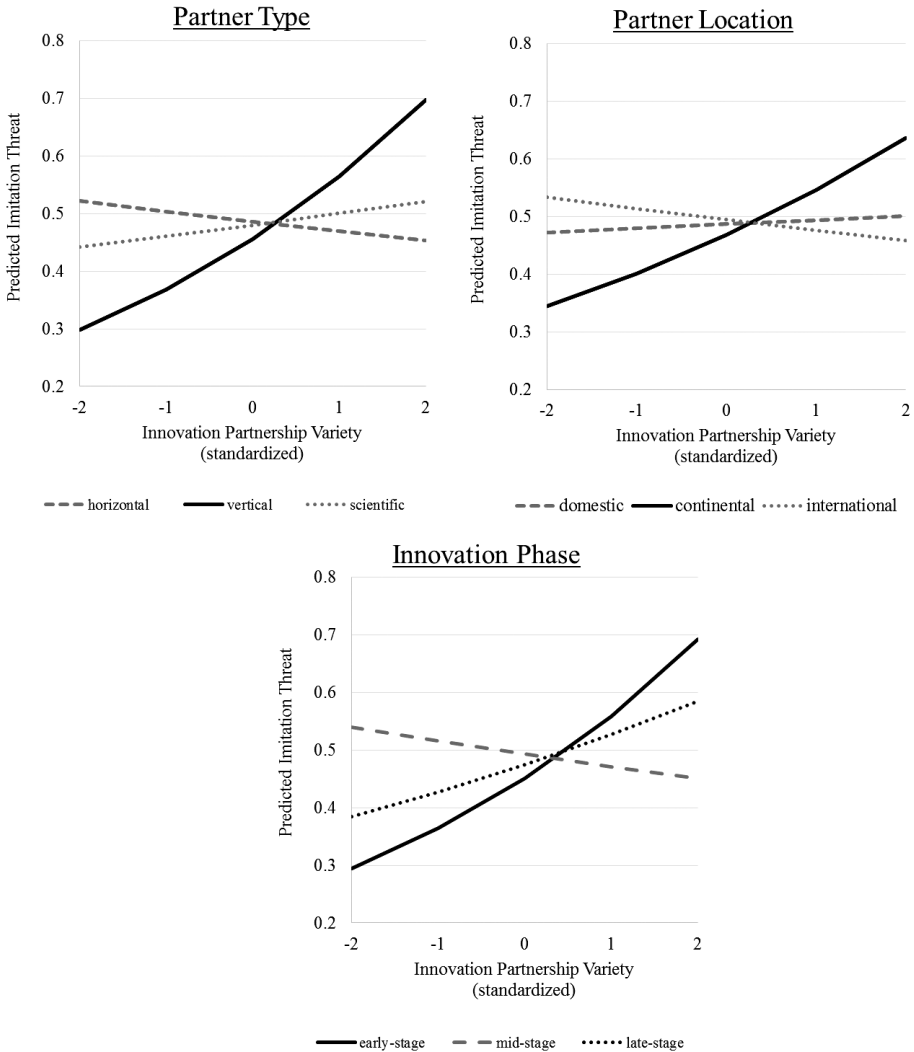 Partner Type
0.8
0.7
0.6
0.5
0.4
0.3
0.2
Predicted Imitation Threat
-2 -1 0 1 2
Innovation Partnership Variety
(standardized)
horizontal vertical scientific
Partner Location
0.8
0.7
0.6
0.5
0.4
0.3
0.2
Predicted Imitation Threat
-2 -1 0 1 2
Innovation Partnership Variety
(standardized)
domestic continental international
Innovation Phase
0.8
0.7
0.6
0.5
0.4
0.3
0.2
Predicted Imitation Threat
-2 -1 0 1 2
Innovation Partnership Variety
(standardized)
early-stage mid-stage late-stage